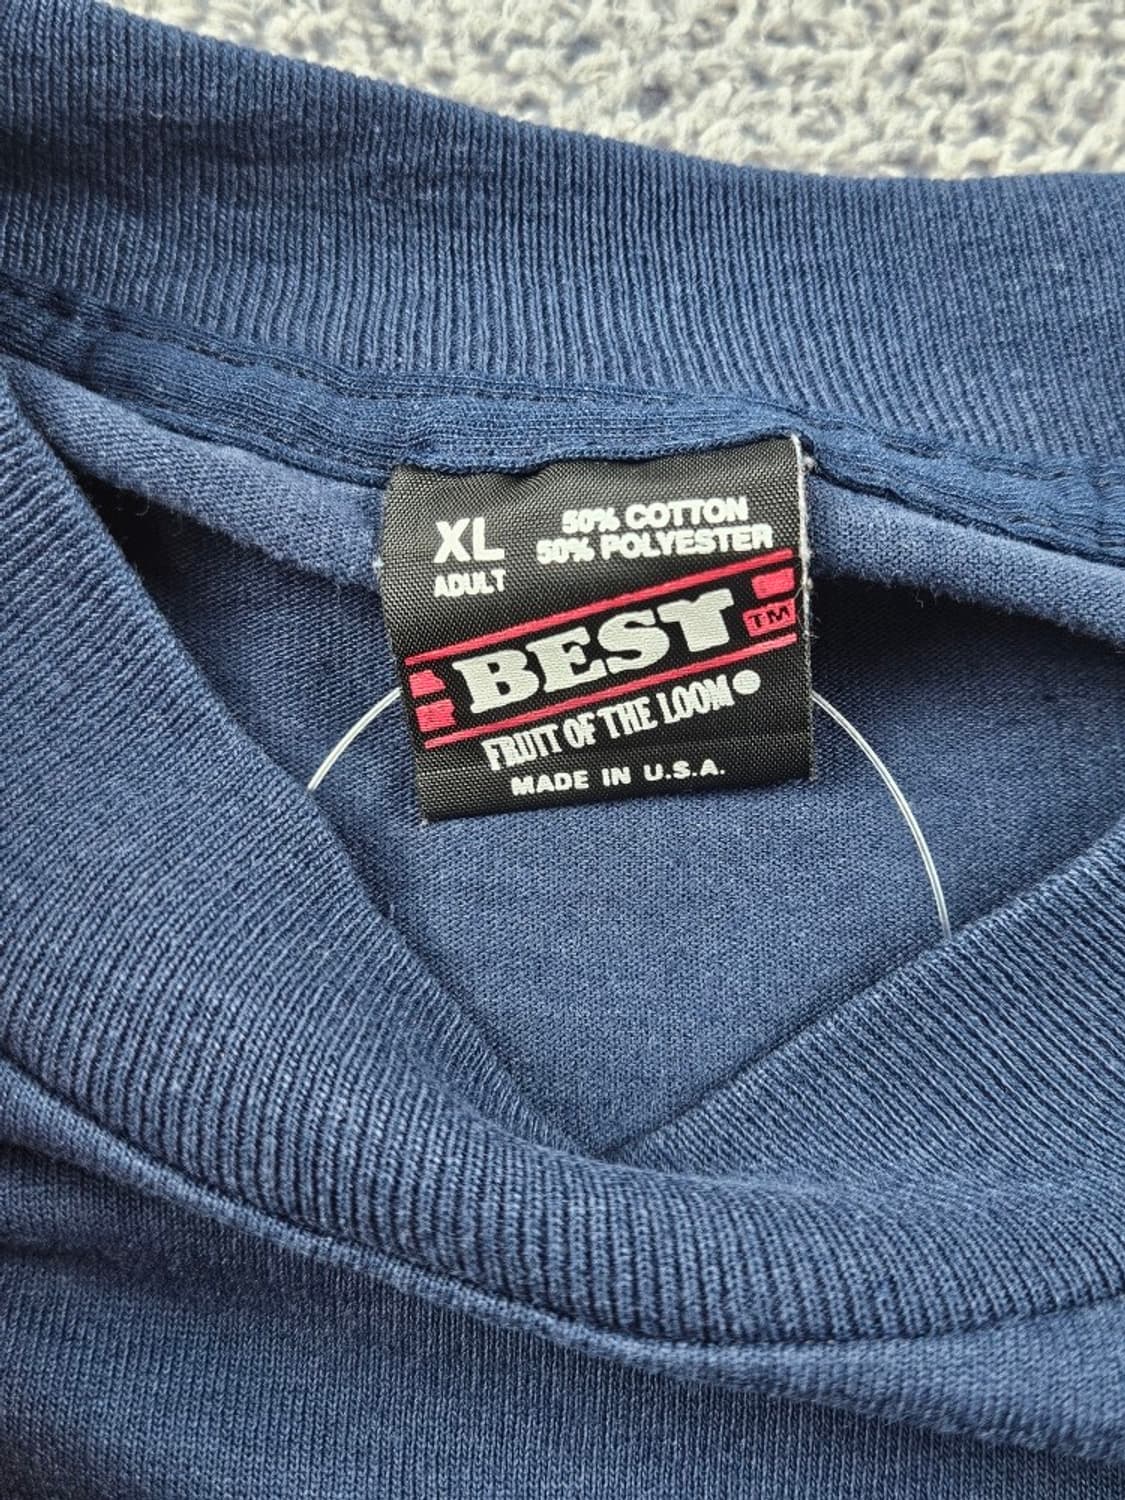 XL
ADULT
50% COTTON
50% POLYESTER
BEST
TM
FRUIT OF THE LOOM
MADE IN U.S.A.